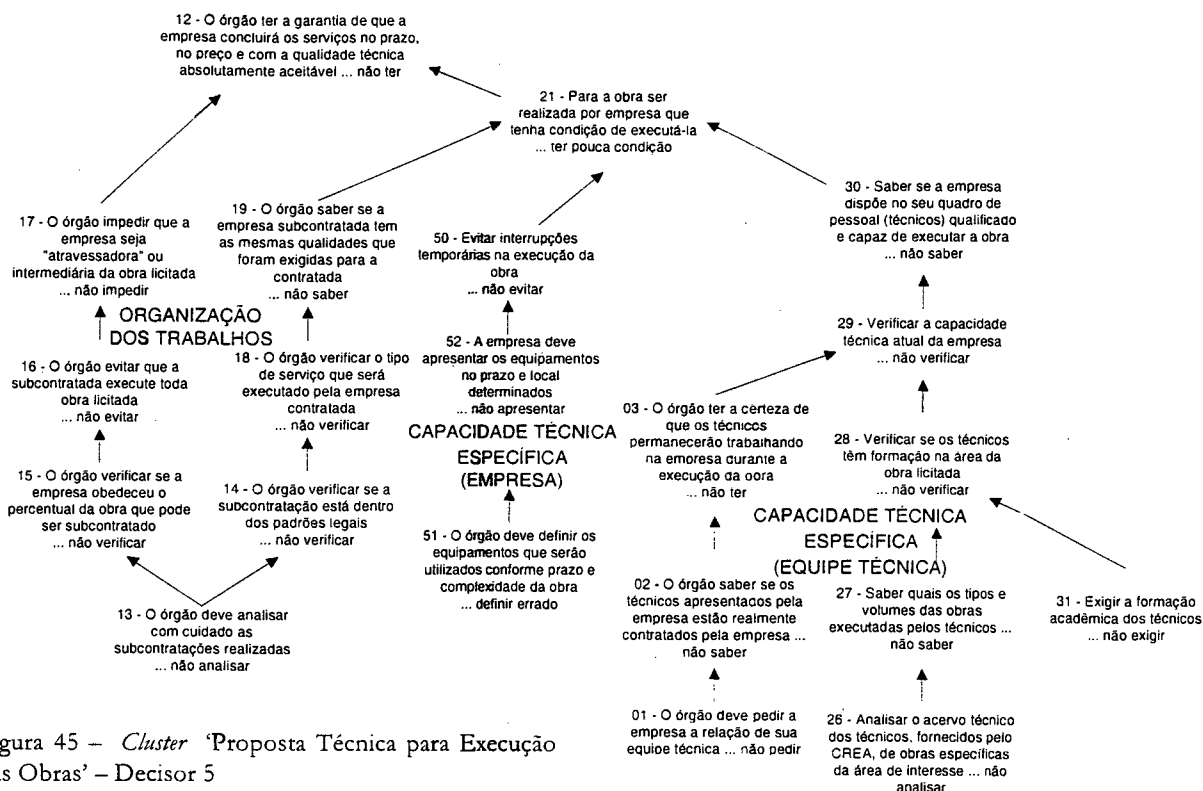 12 - O órgão ter a garantia de que a
empresa concluirá os serviços no prazo,
no preço e com a qualidade técnica
absolutamente aceitável ... não ter
21 - Para a obra ser
realizada por empresa que
tenha condição de executá-la
... ter pouca condição
17 - O órgão impedir que a
empresa seja
"atravessadora" ou
intermediária da obra licitada
... não impedir
19 - O órgão saber se a
empresa subcontratada tem
as mesmas qualidades que
foram exigidas para a
contratada
... não saber
50 - Evitar interrupções
temporárias na execução da
obra
... não evitar
30 - Saber se a empresa
dispõe no seu quadro de
pessoal (técnicos) qualificado
e capaz de executar a obra
... não saber
ORGANIZAÇÃO
DOS TRABALHOS
16 - O órgão evitar que a
subcontratada execute toda
obra licitada
... não evitar
18 - O órgão verificar o tipo
de serviço que será
executado pela empresa
contratada
... não verificar
52 - A empresa deve
apresentar os equipamentos
no prazo e local
determinados
... não apresentar
29 - Verificar a capacidade
técnica atual da empresa
... não verificar
CAPACIDADE TÉCNICA
ESPECÍFICA
(EMPRESA)
03 - O órgão ter a certeza de
que os técnicos
permanecerão trabalhando
na empresa durante a
execução da obra
... não ter
28 - Verificar se os técnicos
têm formação na área da
obra licitada
... não verificar
15 - O órgão verificar se a
empresa obedeceu o
percentual da obra que pode
ser subcontratado
... não verificar
14 - O órgão verificar se a
subcontratação está dentro
dos padrões legais
... não verificar
51 - O órgão deve definir os
equipamentos que serão
utilizados conforme prazo e
complexidade da obra
... definir errado
CAPACIDADE TÉCNICA
ESPECÍFICA
(EQUIPE TÉCNICA)
13 - O órgão deve analisar
com cuidado as
subcontratações realizadas
... não analisar
02 - O órgão saber se os
técnicos apresentados pela
empresa estão realmente
contratados pela empresa ...
não saber
27 - Saber quais os tipos e
volumes das obras
executadas pelos técnicos ...
não saber
31 - Exigir a formação
acadêmica dos técnicos
... não exigir
01 - O órgão deve pedir a
empresa a relação de sua
equipe técnica ... não pedir
26 - Analisar o acervo técnico
dos técnicos, fornecidos pelo
CREA, de obras específicas
da área de interesse ... não
analisar
gura 45 – Cluster 'Proposta Técnica para Execução
as Obras' – Decisor 5